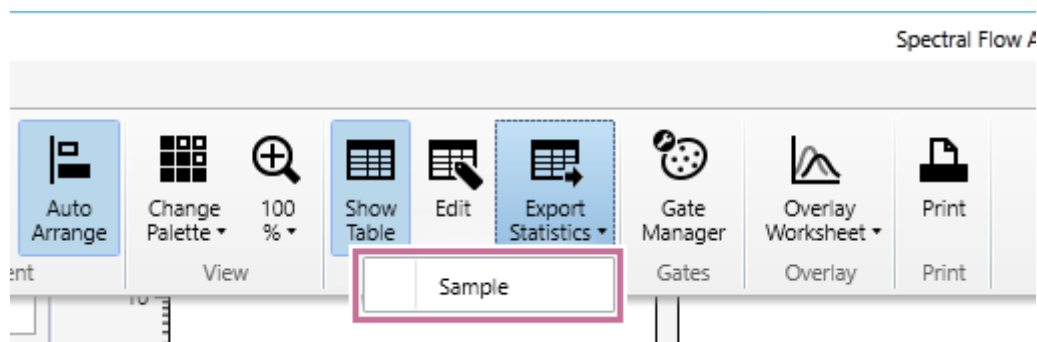 Spectral Flow A
Auto
Arrange
Change
Palette
100
%
Show
Table
Edit
Export
Statistics
Gate
Manager
Overlay
Worksheet
Print
ent
View
Sample
Gates
Overlay
Print
10